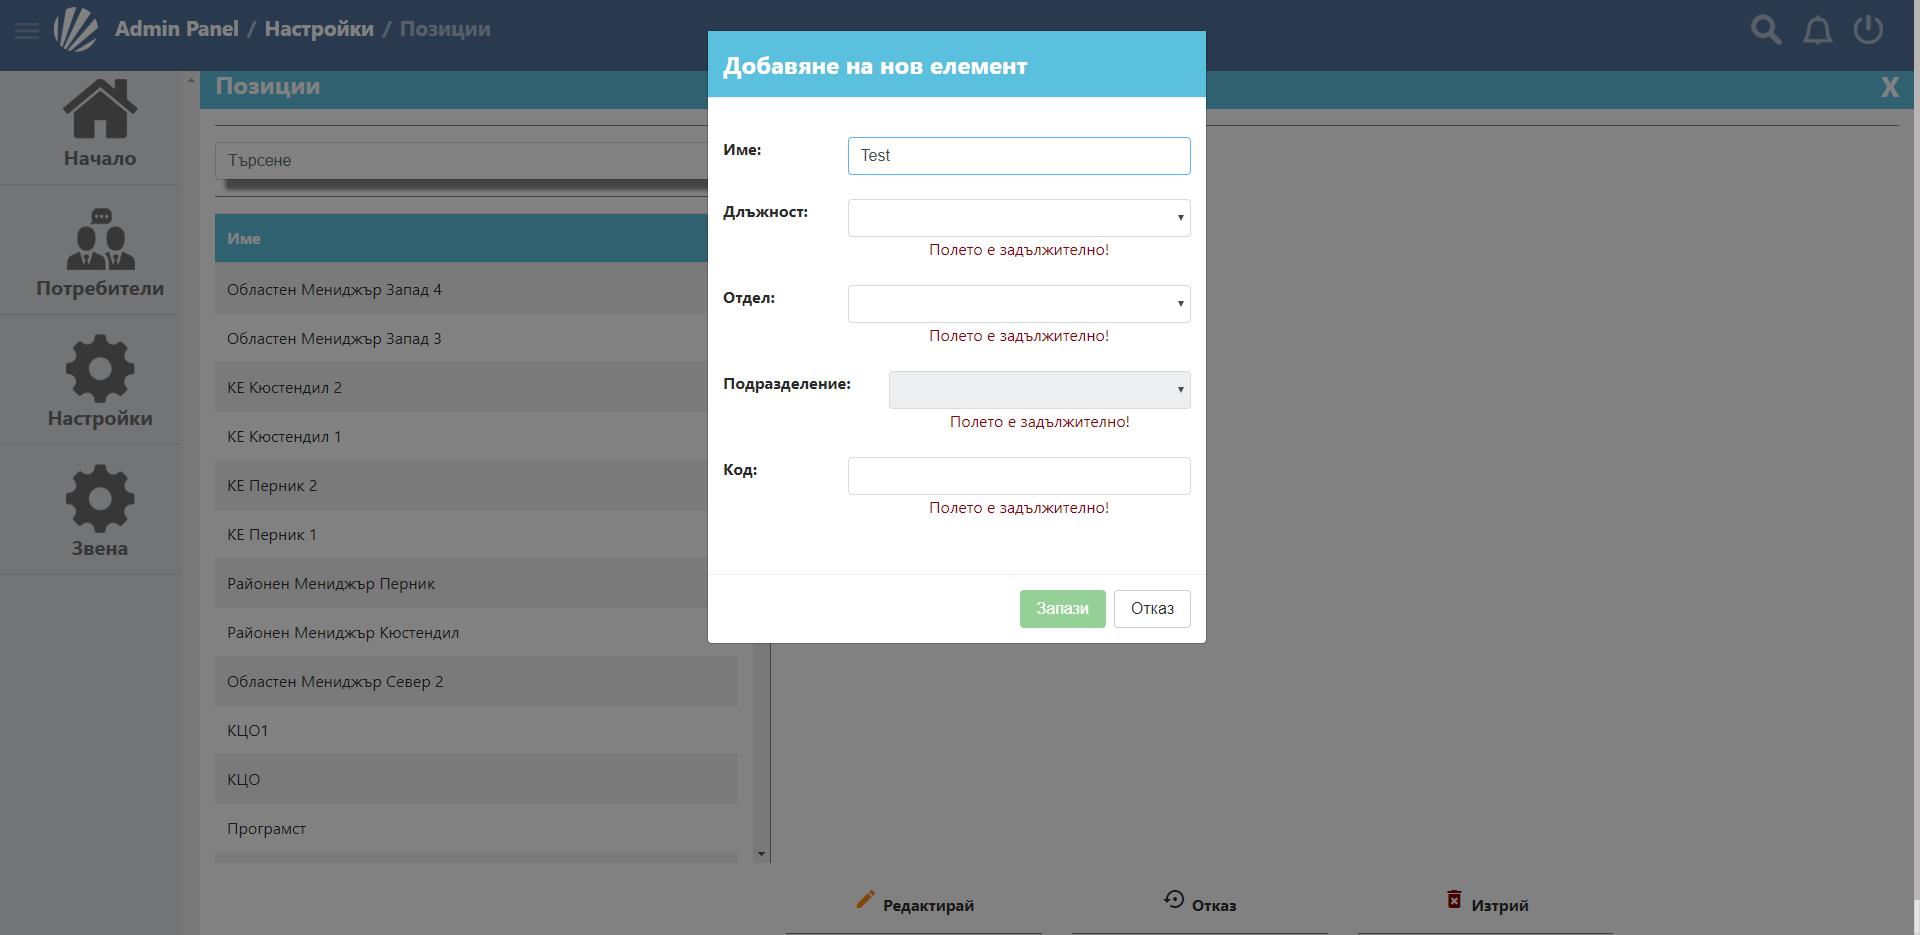 Admin Panel / Настройки / Позиции
Начало
Потребители
Настройки
Звена
Позиции
X
Търсене
Име
Областен Мениджър Запад 4
Областен Мениджър Запад 3
КЕ Кюстендил 2
КЕ Кюстендил 1
КЕ Перник 2
КЕ Перник 1
Районен Мениджър Перник
Районен Мениджър Кюстендил
Областен Мениджър Север 2
КЦО1
КЦО
Програмст
Добавяне на нов елемент
Име:
Test
Длъжност:
Полето е задължително!
Отдел:
Полето е задължително!
Подразделение:
Полето е задължително!
Код:
Полето е задължително!
Запази
Отказ
Редактирай
Отказ
Изтрий